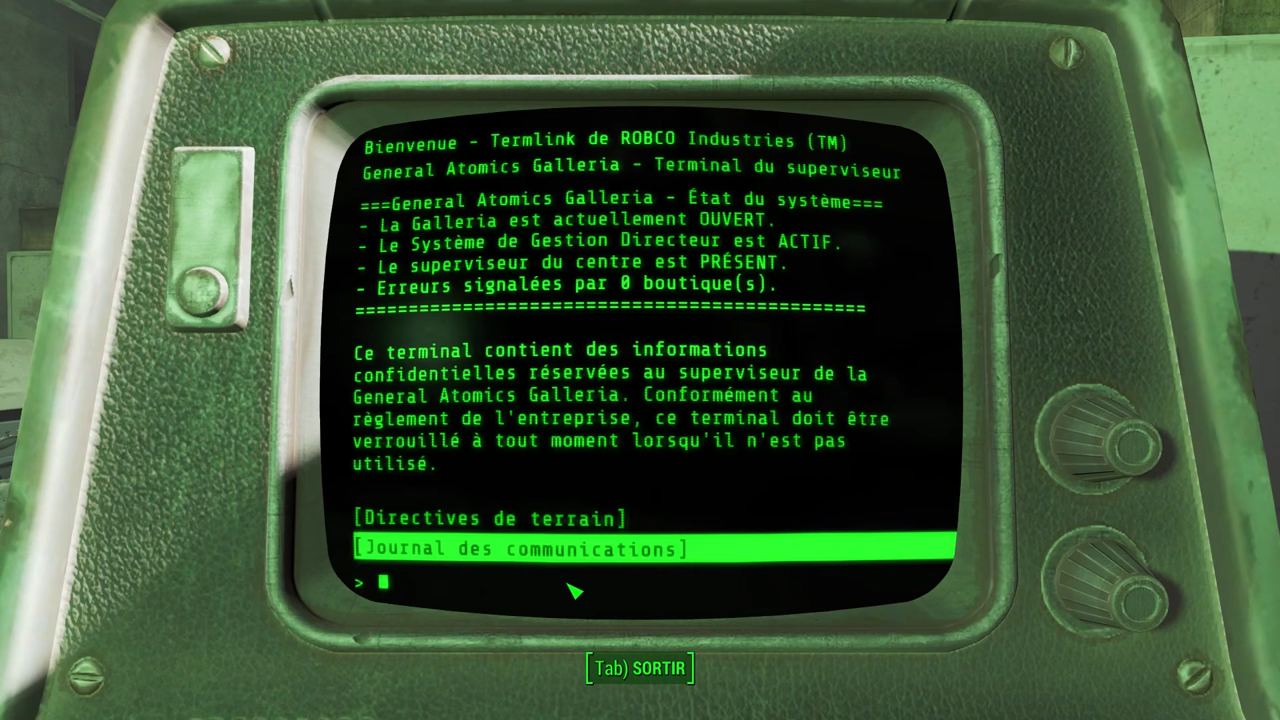 Bienvenue - Termlink de ROBCO Industries (TM)
General Atomics Galleria - Terminal du superviseur
===General Atomics Galleria - État du système===
- La Galleria est actuellement OUVERT.
- Le Système de Gestion Directeur est ACTIF.
- Le superviseur du centre est PRÉSENT.
- Erreurs signalées par 0 boutique(s).
==============================================
Ce terminal contient des informations
confidentielles réservées au superviseur de la
General Atomics Galleria. Conformément au
règlement de l'entreprise, ce terminal doit être
verrouillé à tout moment lorsqu'il n'est pas
utilisé.
[Directives de terrain]
[Journal des communications]
>
[Tab) SORTIR]